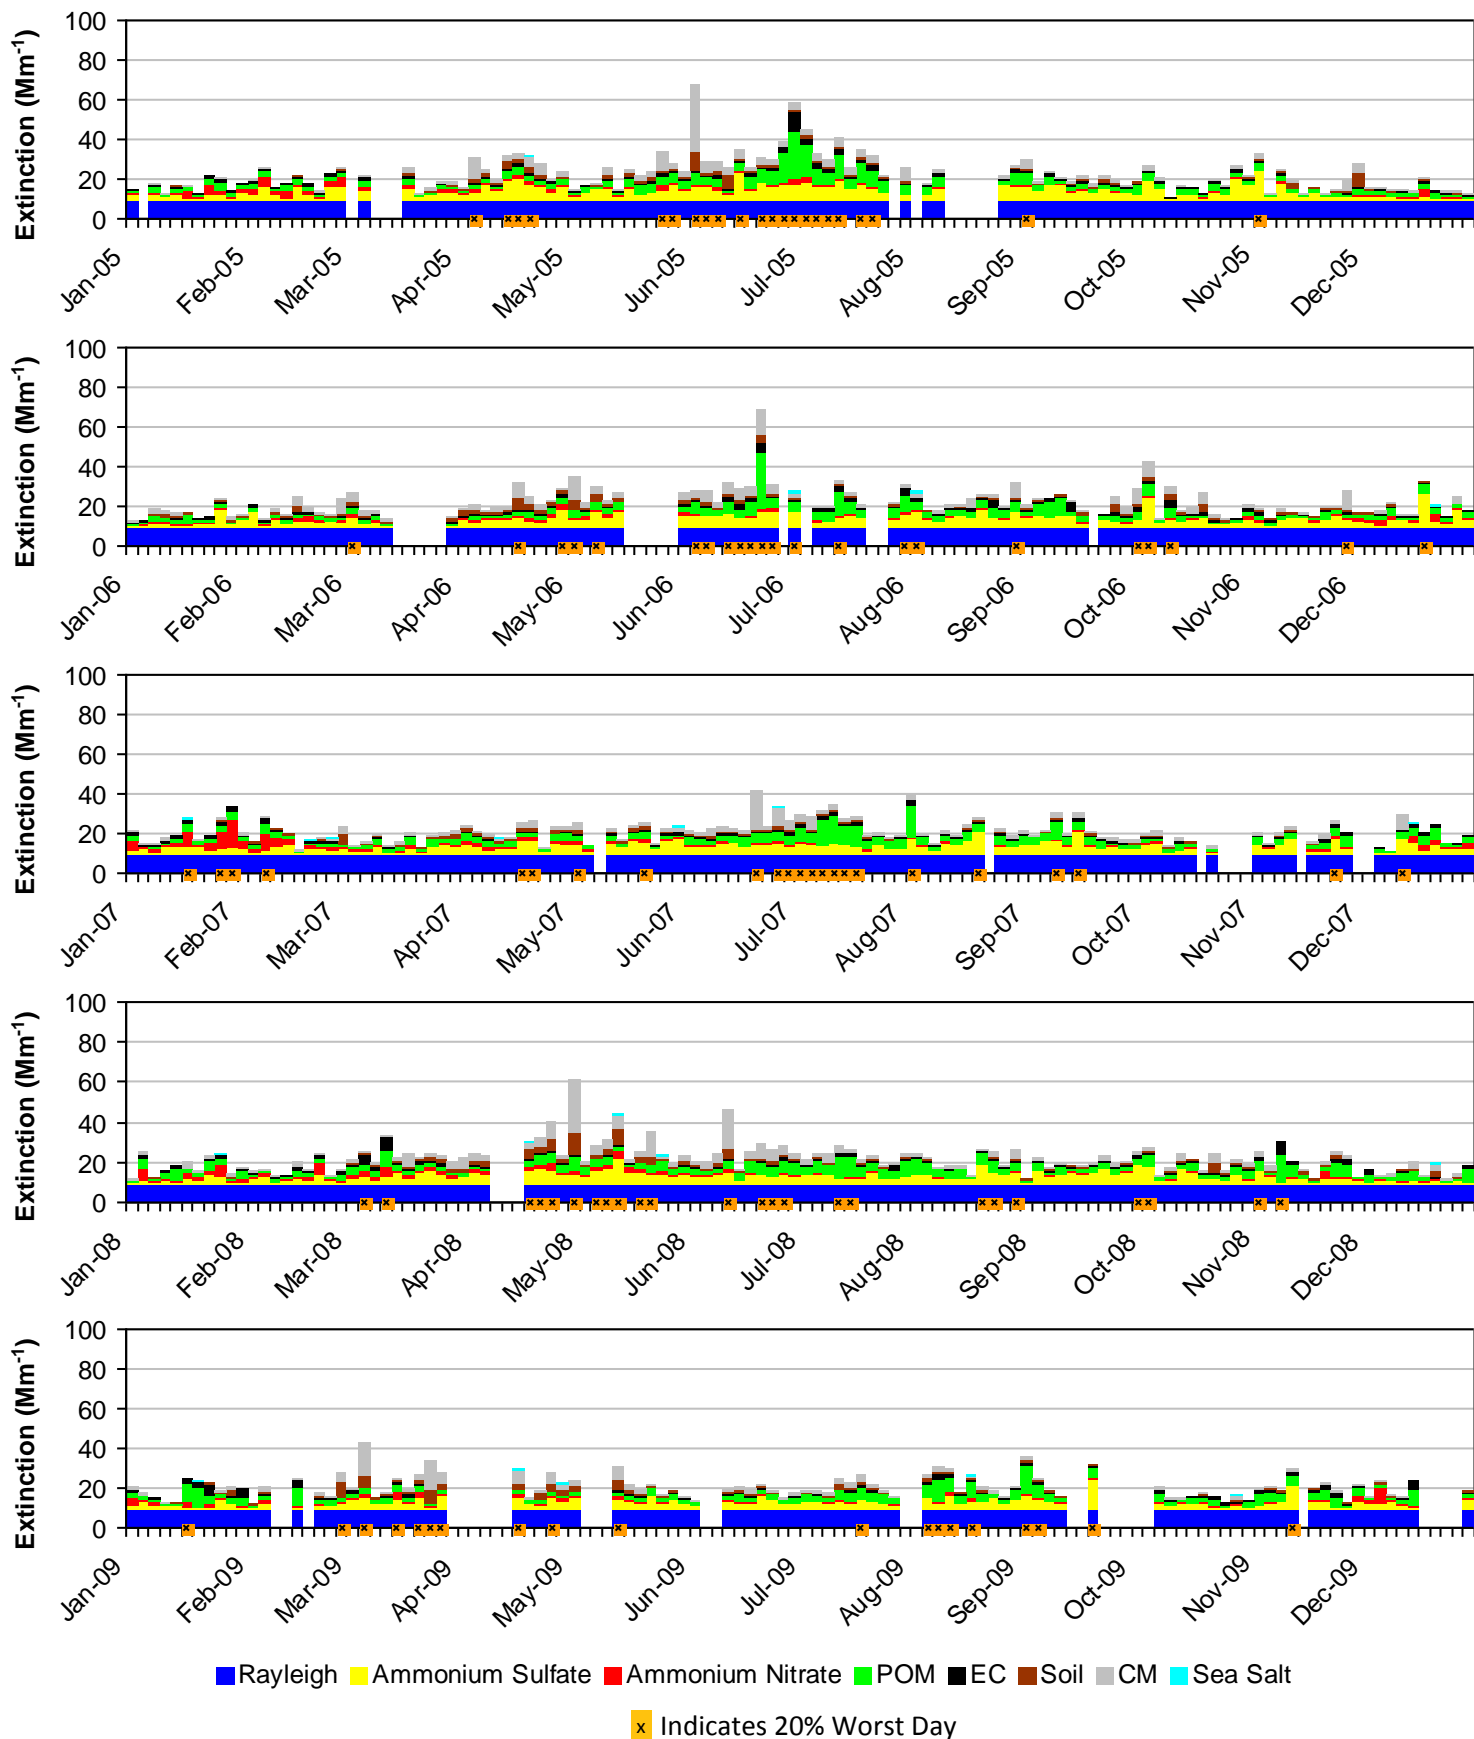 100
80
60
40
20
0
Extinction (Mm-1)
Jan-05 Feb-05 Mar-05 Apr-05 May-05 Jun-05 Jul-05 Aug-05 Sep-05 Oct-05 Nov-05 Dec-05
100
80
60
40
20
0
Extinction (Mm-1)
Jan-06 Feb-06 Mar-06 Apr-06 May-06 Jun-06 Jul-06 Aug-06 Sep-06 Oct-06 Nov-06 Dec-06
100
80
60
40
20
0
Extinction (Mm-1)
Jan-07 Feb-07 Mar-07 Apr-07 May-07 Jun-07 Jul-07 Aug-07 Sep-07 Oct-07 Nov-07 Dec-07
100
80
60
40
20
0
Extinction (Mm-1)
Jan-08 Feb-08 Mar-08 Apr-08 May-08 Jun-08 Jul-08 Aug-08 Sep-08 Oct-08 Nov-08 Dec-08
100
80
60
40
20
0
Extinction (Mm-1)
Jan-09 Feb-09 Mar-09 Apr-09 May-09 Jun-09 Jul-09 Aug-09 Sep-09 Oct-09 Nov-09 Dec-09
Rayleigh Ammonium Sulfate Ammonium Nitrate POM EC Soil CM Sea Salt
x Indicates 20% Worst Day